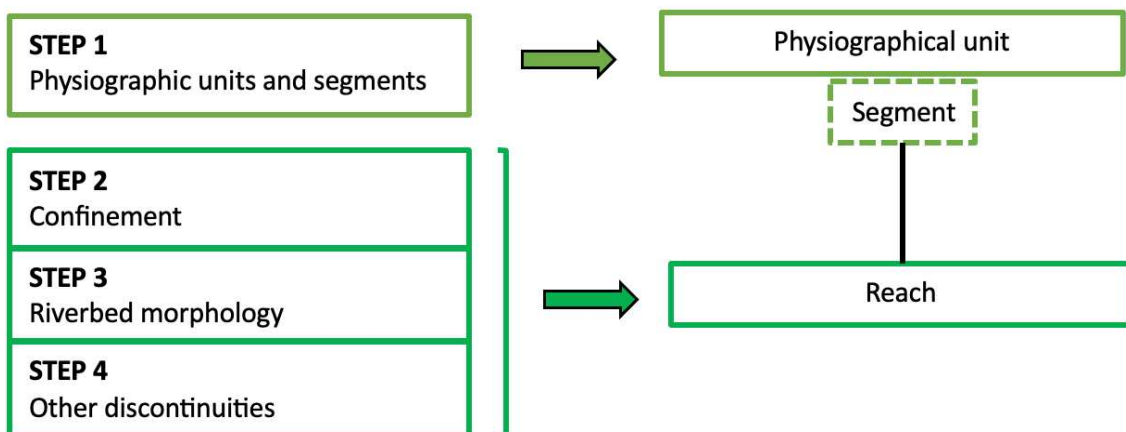 STEP 1
Physiographic units and segments
Physiographical unit
Segment
STEP 2
Confinement
STEP 3
Riverbed morphology
Reach
STEP 4
Other discontinuities